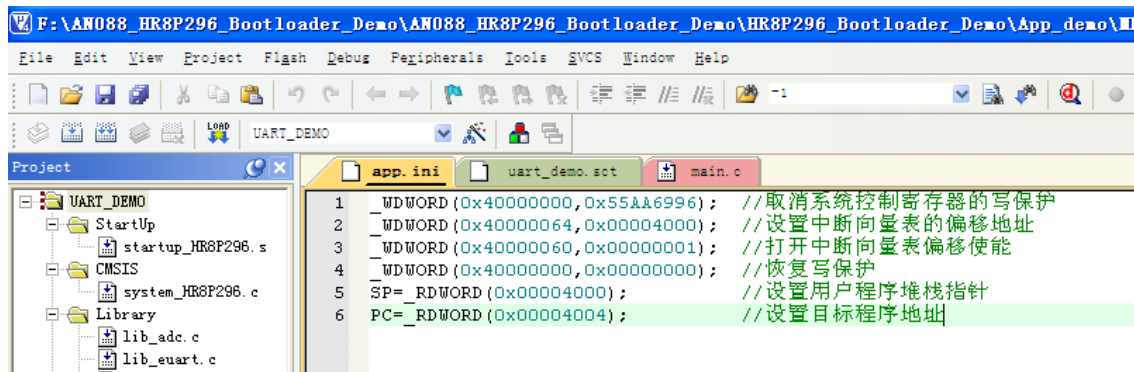 F:\AN088_HR8P296_Bootloader_Demo\AN088_HR8P296_Bootloader_Demo\HR8P296_Bootloader_Demo\App_demo\
File Edit View Project Flash Debug Peripherals Tools SVCS Window Help
-1
LOAD UART_DEMO
Project
app.ini uart_demo.sct main.c
UART_DEMO
StartUp
startup_HR8P296.s
CMSIS
system_HR8P296.c
Library
lib_adc.c
lib_euart.c
1 _WDWORD(0x40000000,0x55AA6996); //取消系统控制寄存器的写保护
2 _WDWORD(0x40000064,0x00004000); //设置中断向量表的偏移地址
3 _WDWORD(0x40000060,0x00000001); //打开中断向量表偏移使能
4 _WDWORD(0x40000000,0x00000000); //恢复写保护
5 SP=_RDWORD(0x00004000); //设置用户程序堆栈指针
6 PC=_RDWORD(0x00004004); //设置目标程序地址